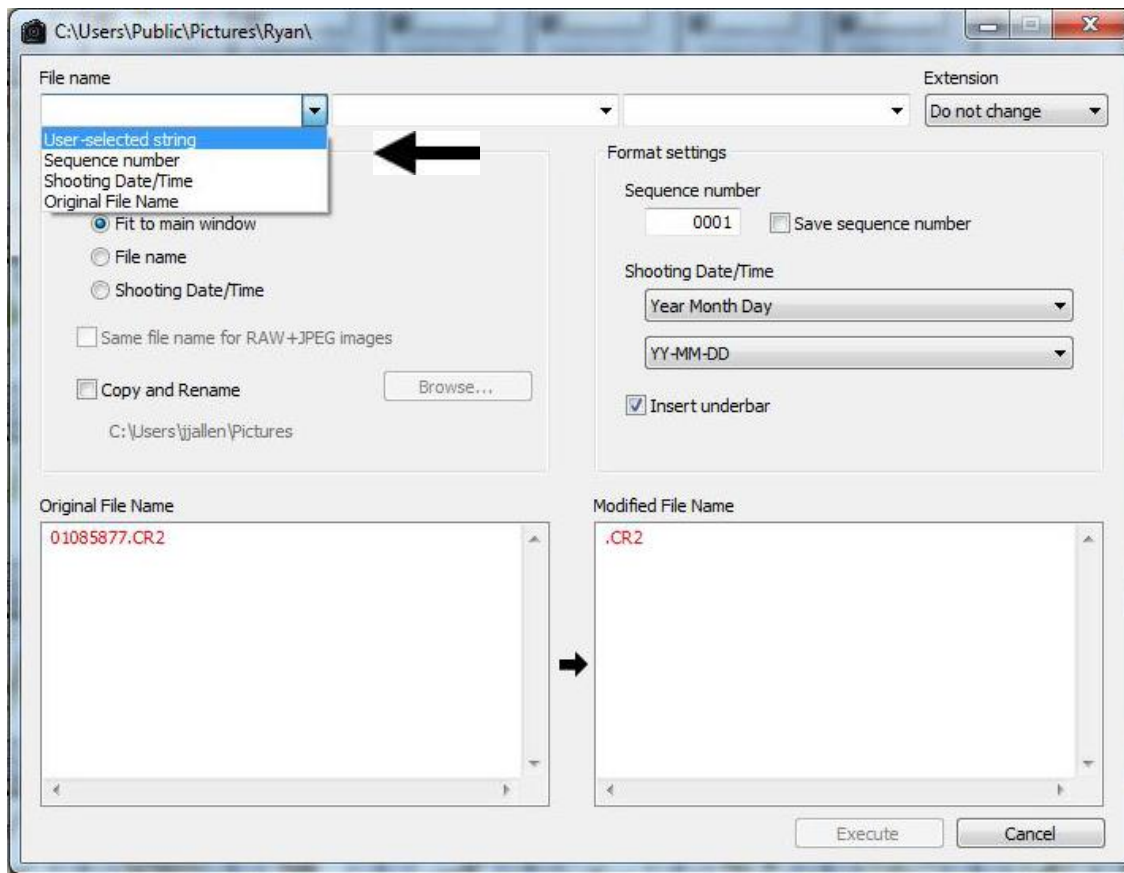 C:\Users\Public\Pictures\Ryan\
File name
Extension
Do not change
User-selected string
Sequence number
Shooting Date/Time
Original File Name
Fit to main window
File name
Shooting Date/Time
Same file name for RAW+JPEG images
Copy and Rename
Browse...
C:\Users\jjallen\Pictures
Format settings
Sequence number
0001
Save sequence number
Shooting Date/Time
Year Month Day
YY-MM-DD
Insert underbar
Original File Name
01085877.CR2
Modified File Name
.CR2
Execute
Cancel